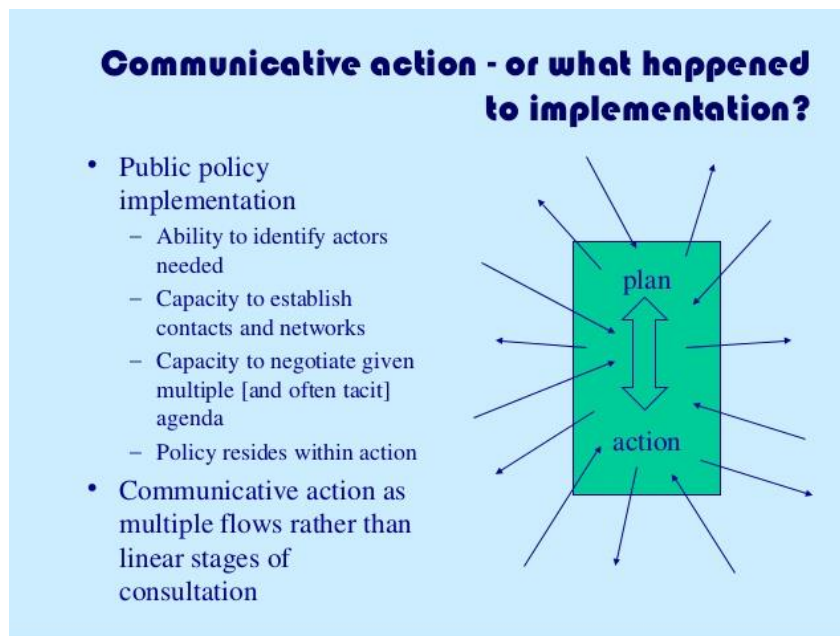 Communicative action - or what happened
to implementation?
• Public policy
implementation
– Ability to identify actors
needed
– Capacity to establish
contacts and networks
– Capacity to negotiate given
multiple [and often tacit]
agenda
– Policy resides within action
• Communicative action as
multiple flows rather than
linear stages of
consultation
plan
action